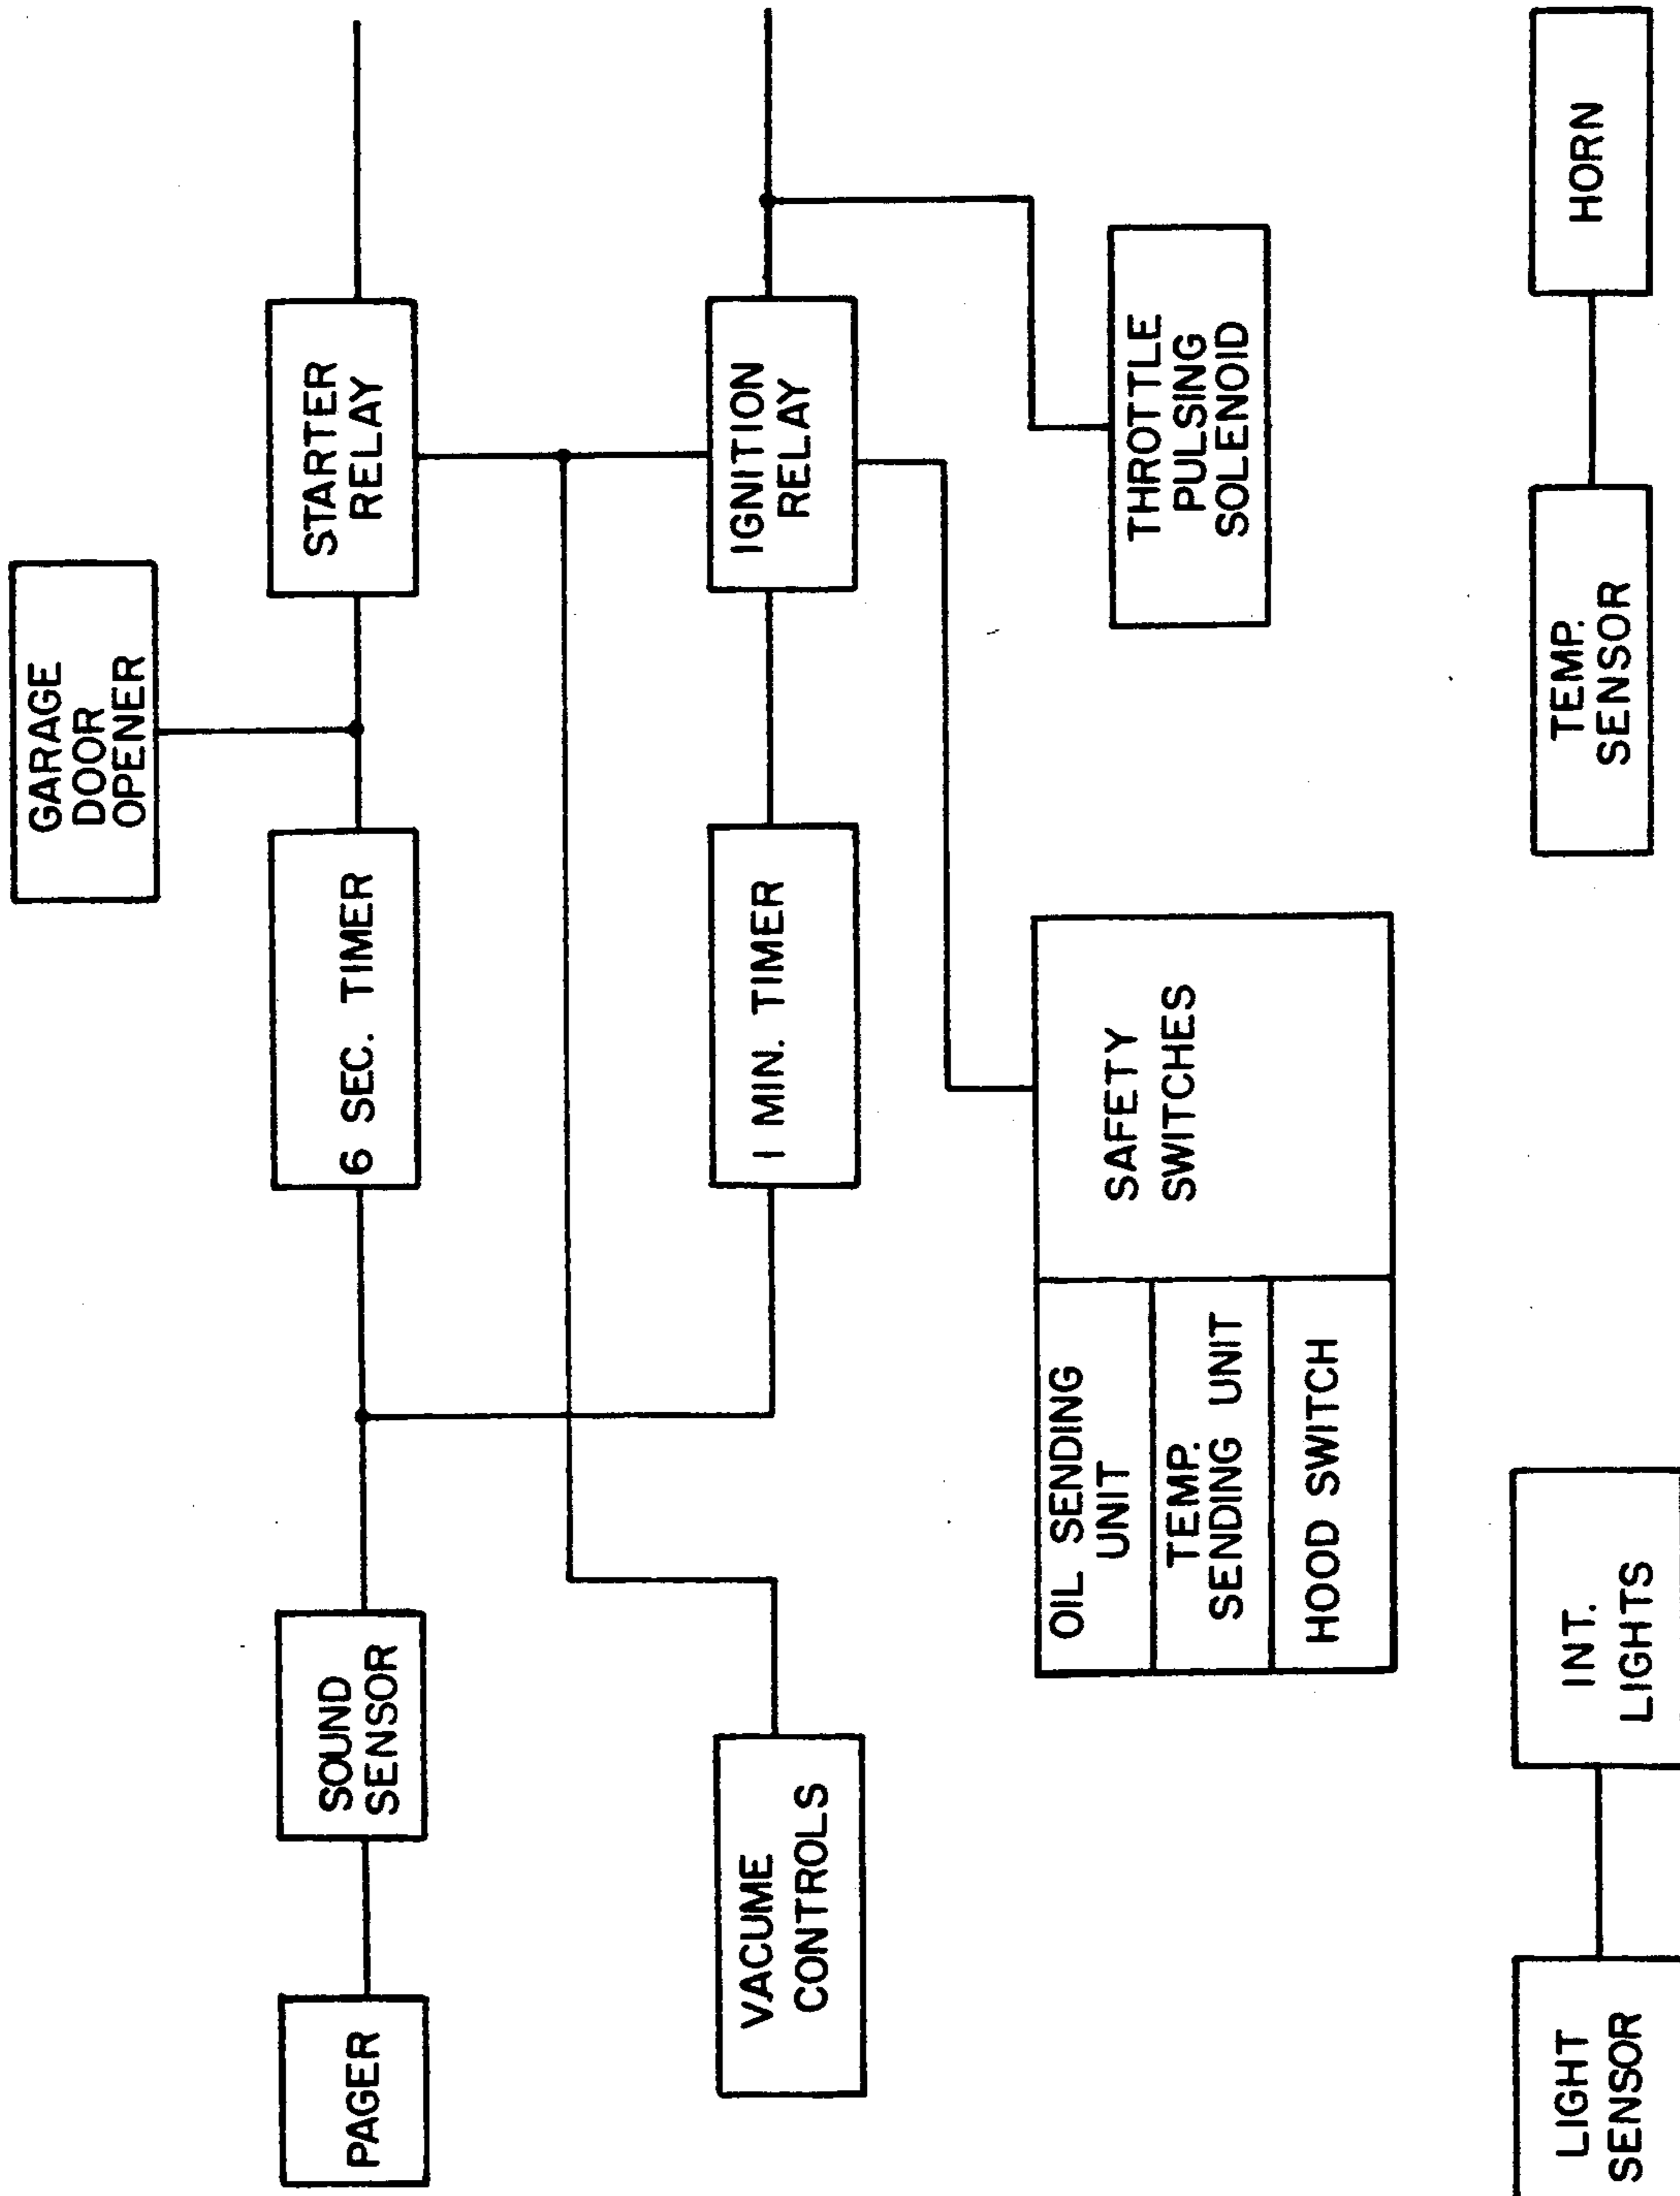 GARAGE
DOOR
OPENER
PAGER
SOUND
SENSOR
6 SEC. TIMER
STARTER
RELAY
VACUME
CONTROLS
1 MIN. TIMER
IGNITION
RELAY
OIL SENDING
UNIT
TEMP.
SENDING UNIT
HOOD SWITCH
SAFETY
SWITCHES
THROTTLE
PULSING
SOLENOID
LIGHT
SENSOR
INT.
LIGHTS
TEMP.
SENSOR
HORN